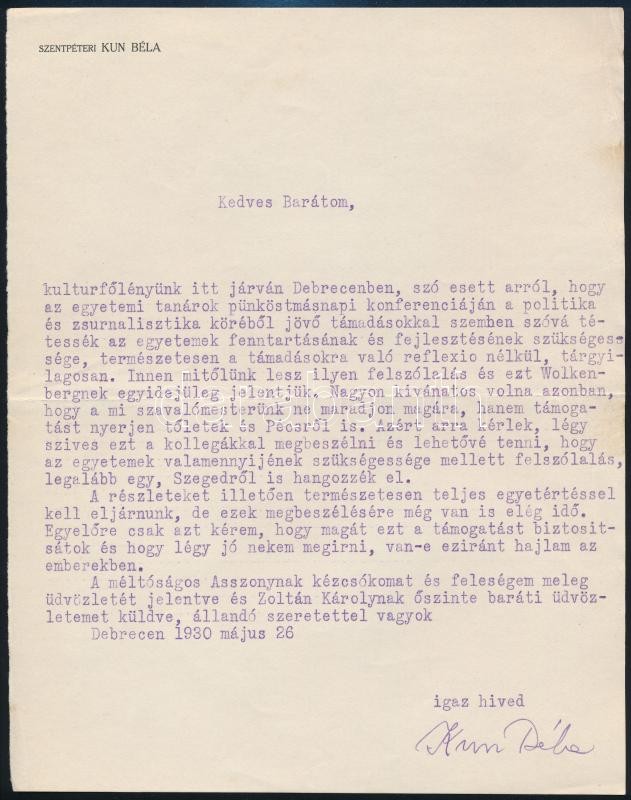 SZENTPÉTERI KUN BÉLA
Kedves Barátom,
kulturfőlényünk itt járván Debrecenben, szó esett arról, hogy
az egyetemi tanárok pünköstmásnapi konferenciáján a politika
és zsurnalisztika köréből jövő támadásokkal szemben szóvá té-
tessék az egyetemek fenntartásának és fejlesztésének szükséges-
sége, természetesen a támadásokra való reflexio nélkül, tárgyi-
lagosan. Innen mitőlünk lesz ilyen felszólalás és ezt Wolken-
bergnek egyidejüleg jelentjük. Nagyon kivánatos volna azonban,
hogy a mi szavalómesterünk ne maradjom magára, hanem támoga-
tást nyerjen tőletek és Pécsről is. Azért arra kérlek, légy
szives ezt a kollegákkal megbeszélni és lehetővé tenni, hogy
az egyetemek valamennyijének szükségessége mellett felszólalás,
legalább egy, Szegedről is hangozzék el.
A részleteket illetően természetesen teljes egyetértéssel
kell eljárnunk, de ezek megbeszélésére még van is elég idő.
Egyelőre csak azt kérem, hogy magát ezt a támogatást biztosit-
sátok és hogy légy jó nekem megirni, van-e eziránt hajlam az
emberekben.
A méltóságos Asszonynak kézcsókomat és feleségem meleg
üdvözletét jelentve és Zoltán Károlynak őszinte baráti üdvöz-
letemet küldve, állandó szeretettel vagyok
Debrecen 1930 május 26
igaz hived
Kun Béla